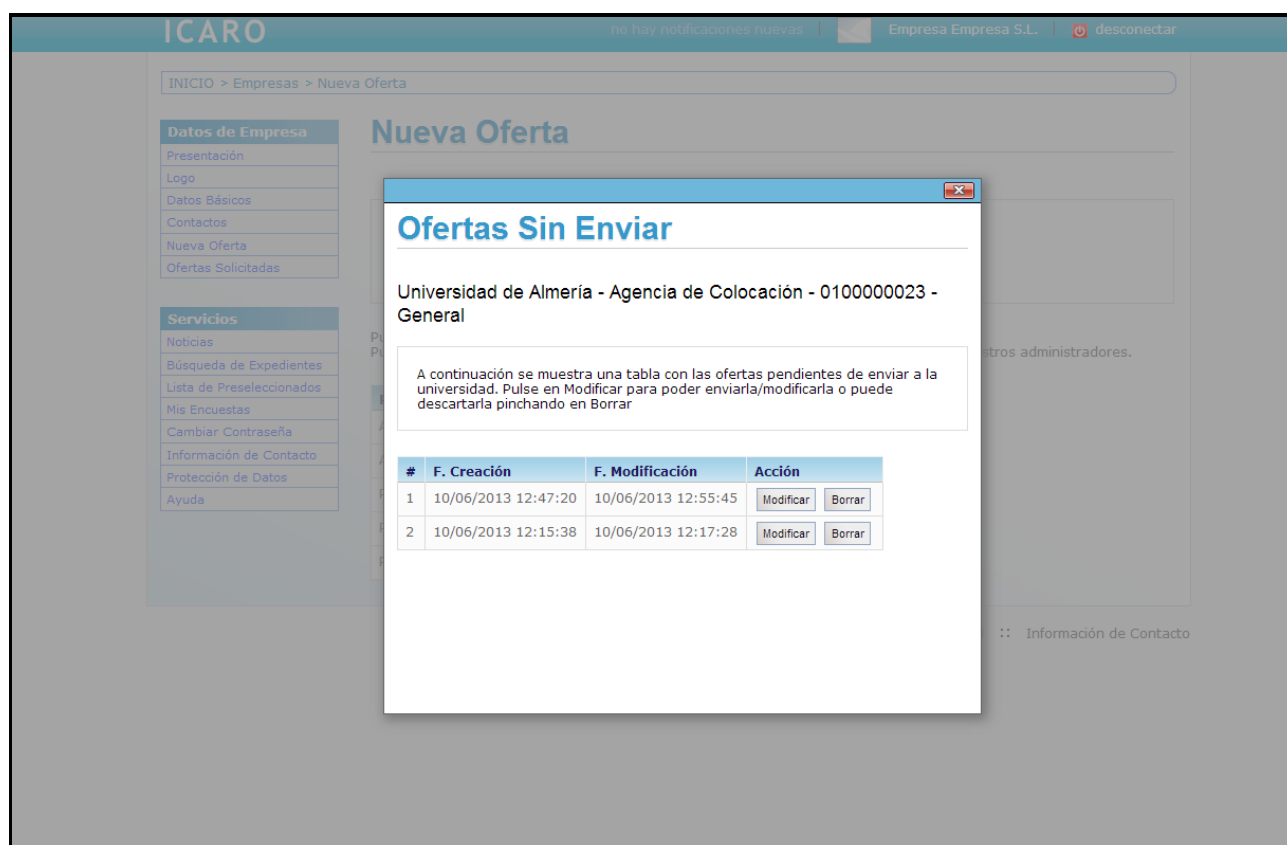 ICARO
no hay notificaciones nuevas
Empresa Empresa S.L.
desconectar
INICIO > Empresas > Nueva Oferta
Datos de Empresa
Presentación
Logo
Datos Básicos
Contactos
Nueva Oferta
Ofertas Solicitadas
Servicios
Noticias
Búsqueda de Expedientes
Lista de Preseleccionados
Mis Encuestas
Cambiar Contraseña
Información de Contacto
Protección de Datos
Ayuda
Nueva Oferta
Ofertas Sin Enviar
Universidad de Almería - Agencia de Colocación - 0100000023 -
General
A continuación se muestra una tabla con las ofertas pendientes de enviar a la
universidad. Pulse en Modificar para poder enviarla/modificarla o puede
descartarla pinchando en Borrar
# F. Creación F. Modificación Acción
1 10/06/2013 12:47:20 10/06/2013 12:55:45 Modificar Borrar
2 10/06/2013 12:15:38 10/06/2013 12:17:28 Modificar Borrar
administradores.
:: Información de Contacto